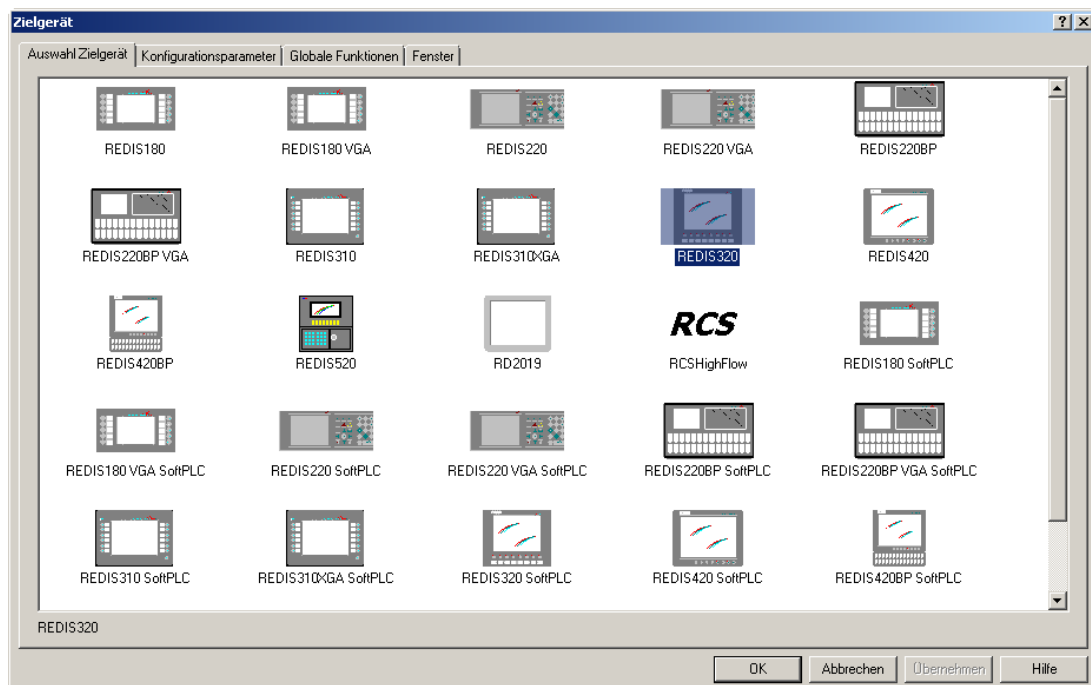 Zielgerät
Auswahl Zielgerät Konfigurationsparameter Globale Funktionen Fenster
REDIS180 REDIS180 VGA REDIS220 REDIS220 VGA REDIS220BP
REDIS220BP VGA REDIS310 REDIS310XGA REDIS320 REDIS420
RCS
REDIS420BP REDIS520 RD2019 RCSHighFlow REDIS180 SoftPLC
REDIS180 VGA SoftPLC REDIS220 SoftPLC REDIS220 VGA SoftPLC REDIS220BP SoftPLC REDIS220BP VGA SoftPLC
REDIS310 SoftPLC REDIS310XGA SoftPLC REDIS320 SoftPLC REDIS420 SoftPLC REDIS420BP SoftPLC
REDIS320
OK Abbrechen Übernehmen Hilfe